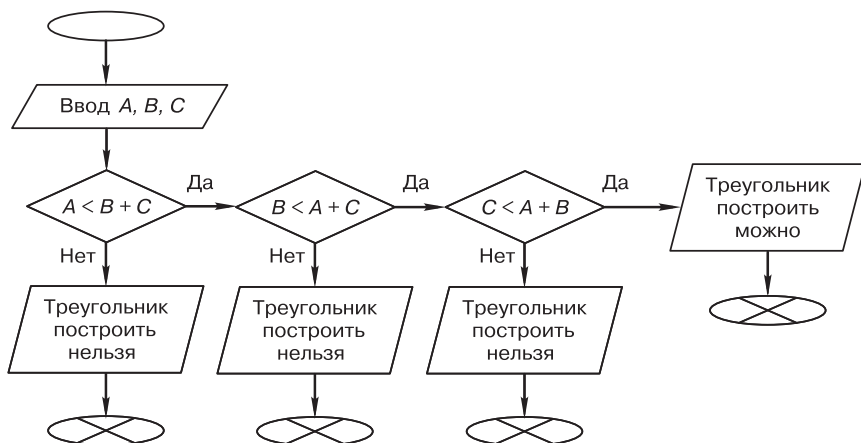 Ввод A, B, C
A < B + C
Да
B < A + C
Да
C < A + B
Да
Треугольник
построить
можно
Нет
Нет
Нет
Треугольник
построить
нельзя
Треугольник
построить
нельзя
Треугольник
построить
нельзя